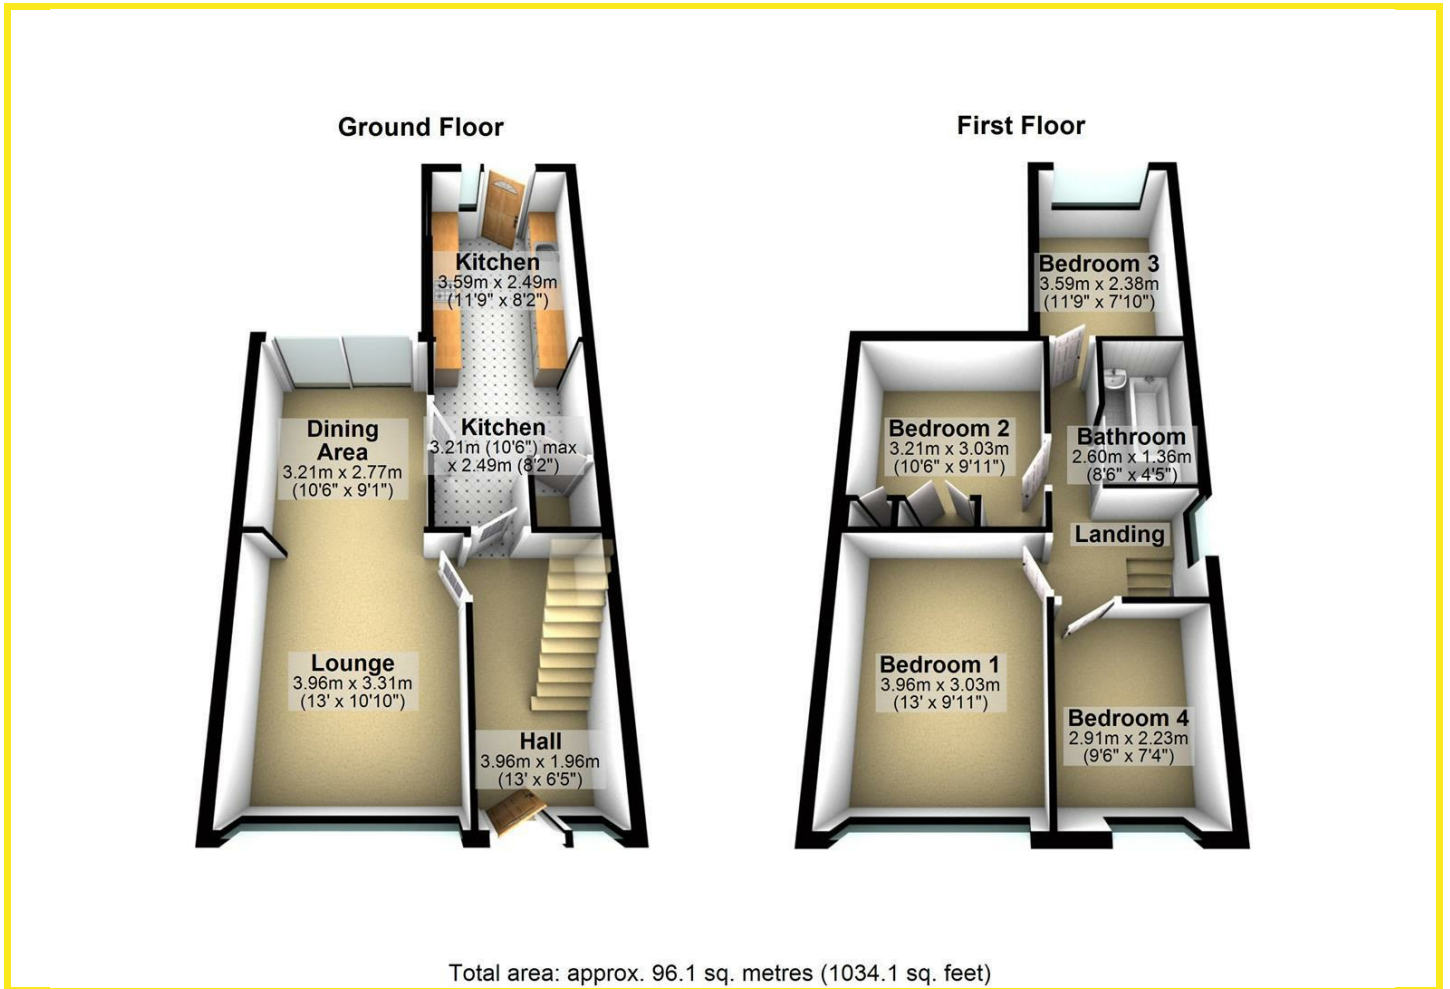 Ground Floor
Kitchen
3.59m x 2.49m
(11'9" x 8'2")
Dining
Area
3.21m x 2.77m
(10'6" x 9'1")
Kitchen
3.21m (10'6") max
x 2.49m (8'2")
Lounge
3.96m x 3.31m
(13' x 10'10")
Hall
3.96m x 1.96m
(13' x 6'5")
First Floor
Bedroom 3
3.59m x 2.38m
(11'9" x 7'10")
Bedroom 2
3.21m x 3.03m
(10'6" x 9'11")
Bathroom
2.60m x 1.36m
(8'6" x 4'5")
Landing
Bedroom 1
3.96m x 3.03m
(13' x 9'11")
Bedroom 4
2.91m x 2.23m
(9'6" x 7'4")
Total area: approx. 96.1 sq. metres (1034.1 sq. feet)